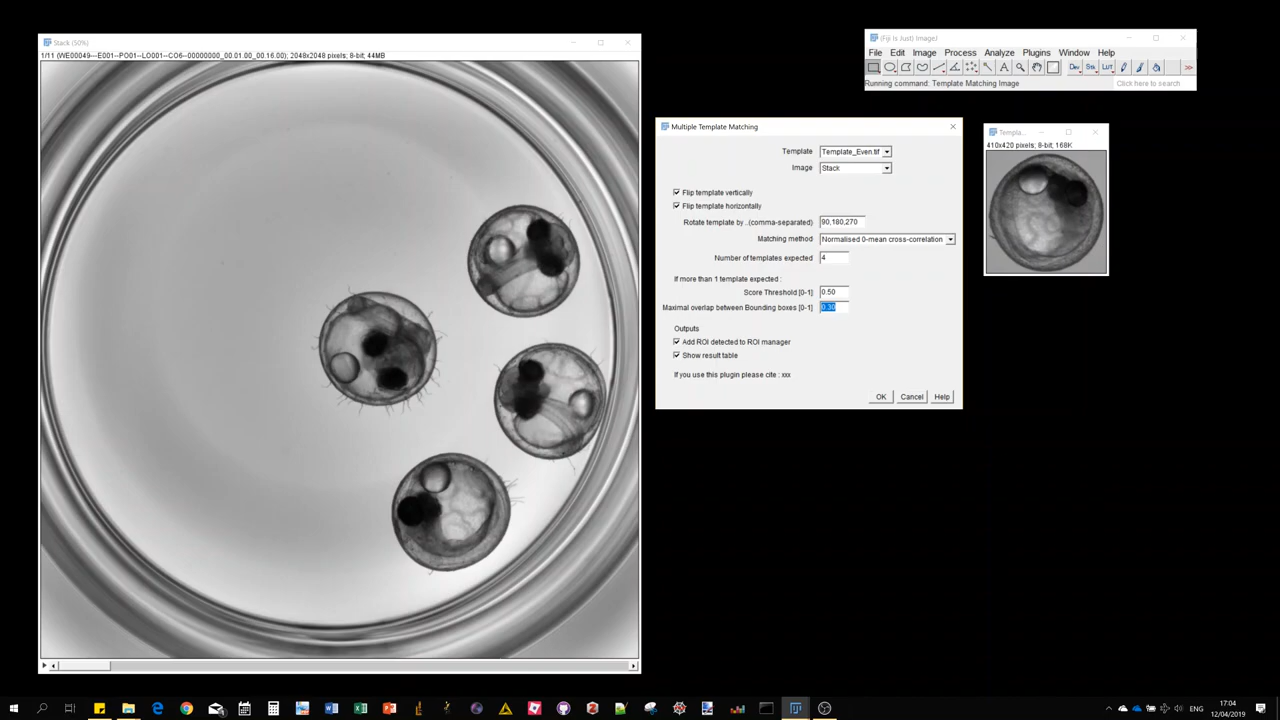 Stack (50%)
1/11 (WE00049---E001--PO01--LO001--CO6--00000000_00.01.00_00.16.00); 2048x2048 pixels; 8-bit; 44MB
(Fiji Is Just) ImageJ
File Edit Image Process Analyze Plugins Window Help
Dev Stk LUT >>
Running command: Template Matching Image
Click here to search
Multiple Template Matching
Template Template_Even.tif
Image Stack
Flip template vertically
Flip template horizontally
Rotate template by ..(comma-separated) 90,180,270
Matching method Normalised 0-mean cross-correlation
Number of templates expected 4
If more than 1 template expected :
Score Threshold [0-1] 0.50
Maximal overlap between Bounding boxes [0-1] 0.30
Outputs
Add ROI detected to ROI manager
Show result table
If you use this plugin please cite : xxx
OK Cancel Help
Templa...
410x420 pixels; 8-bit; 168K
ENG
17:04
12/04/2019